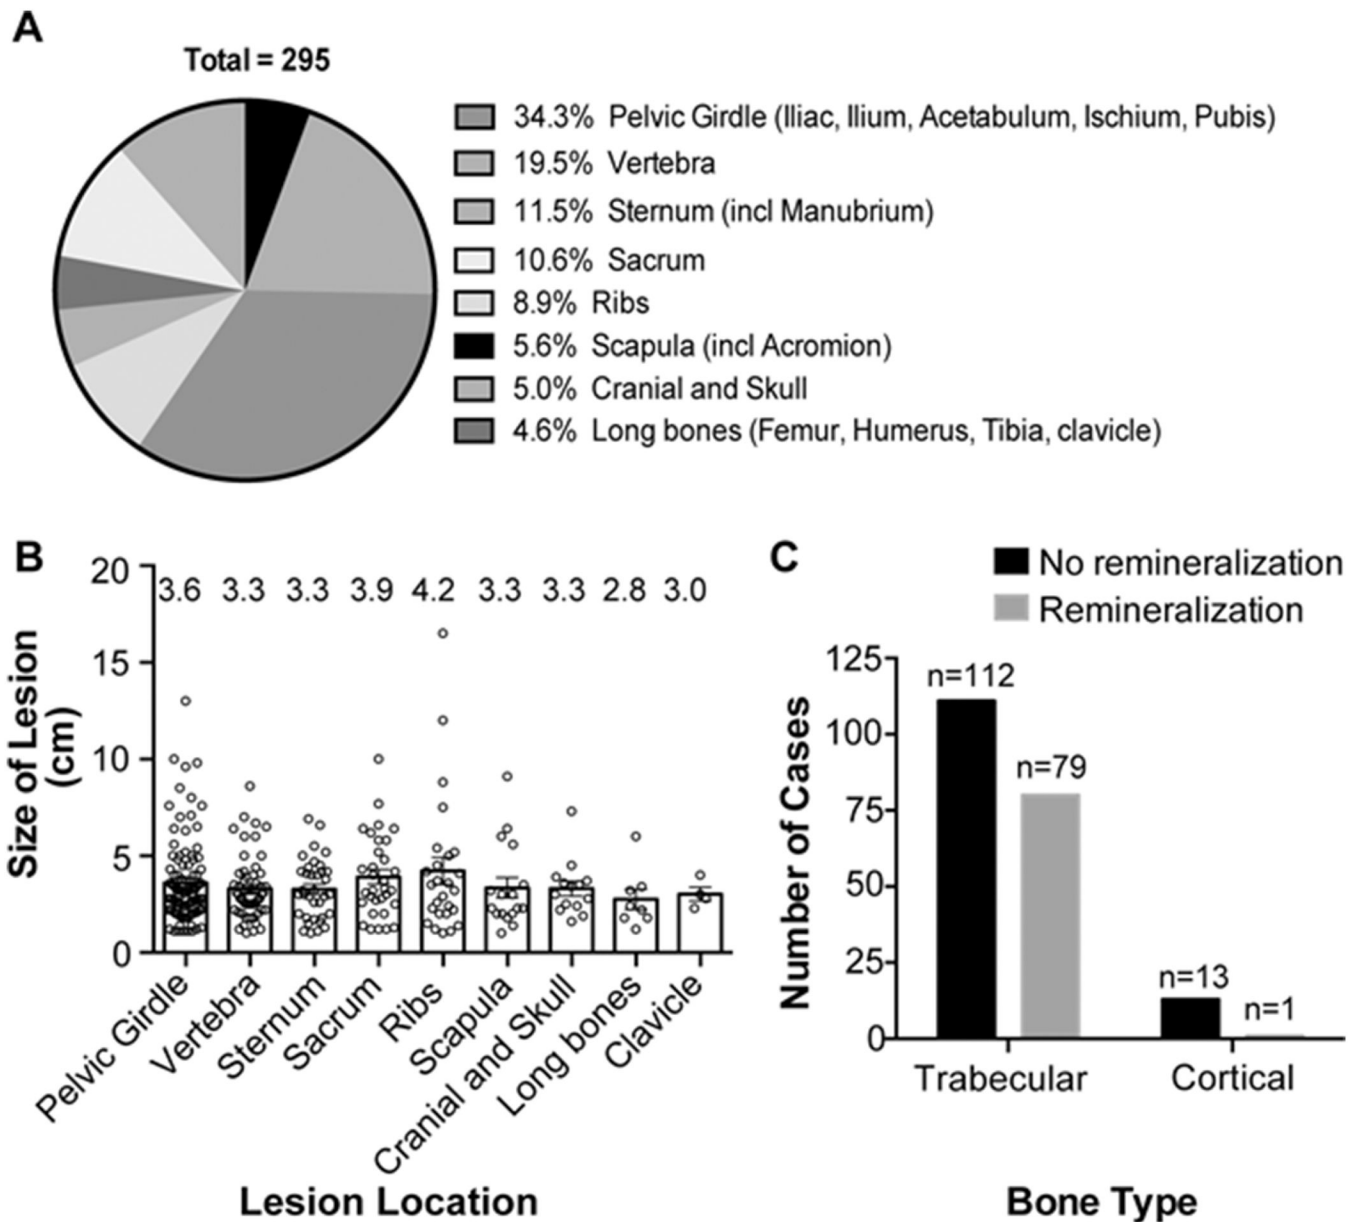 A
Total = 295
34.3% Pelvic Girdle (Iliac, Ilium, Acetabulum, Ischium, Pubis)
19.5% Vertebra
11.5% Sternum (incl Manubrium)
10.6% Sacrum
8.9% Ribs
5.6% Scapula (incl Acromion)
5.0% Cranial and Skull
4.6% Long bones (Femur, Humerus, Tibia, clavicle)
B
Size of Lesion
(cm)
20
15
10
5
0
3.6 3.3 3.3 3.9 4.2 3.3 3.3 2.8 3.0
Pelvic Girdle
Vertebra
Sternum
Sacrum
Ribs
Scapula
Cranial and Skull
Long bones
Clavicle
Lesion Location
C
No remineralization
Remineralization
Number of Cases
125
100
75
50
25
0
n=112
n=79
n=13
n=1
Trabecular
Cortical
Bone Type